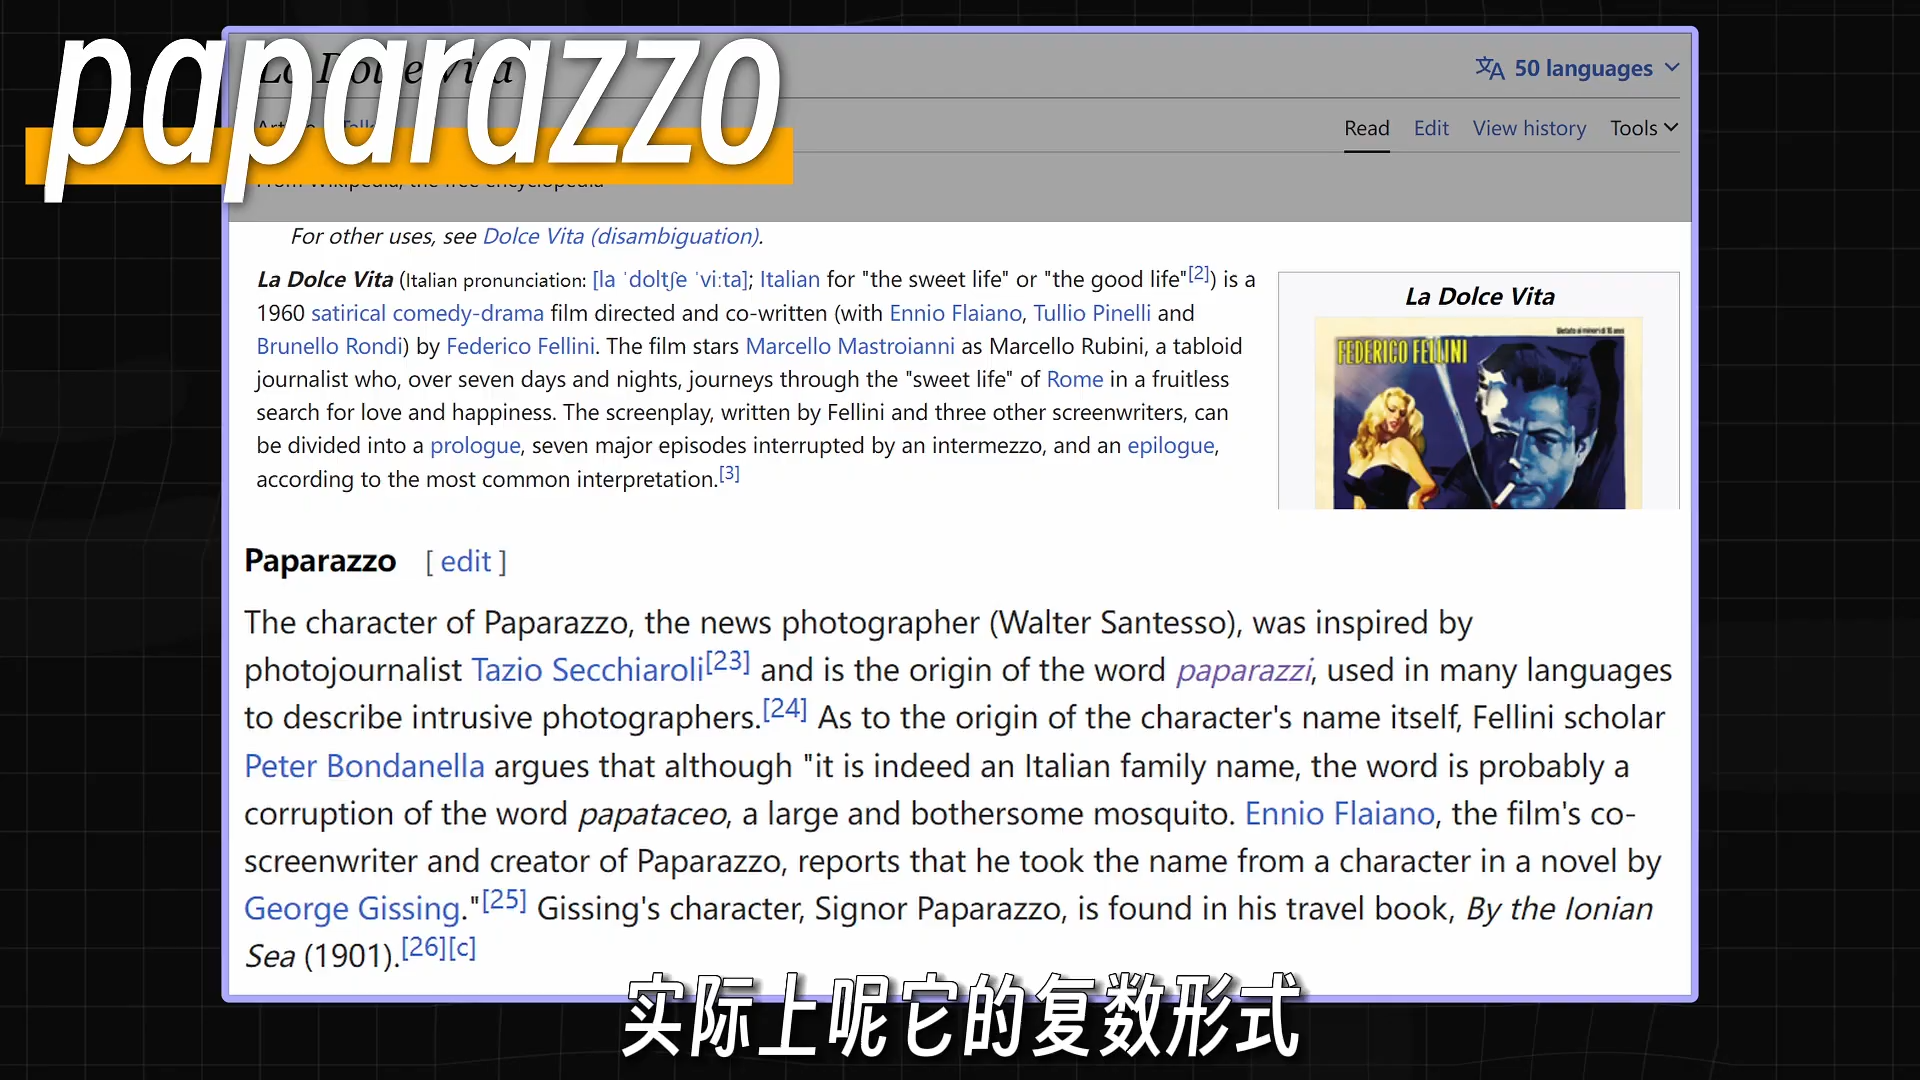 paparazzo
La Dolce Vita
50 languages
Article Talk
Read Edit View history Tools
From Wikipedia, the free encyclopedia
For other uses, see Dolce Vita (disambiguation).
La Dolce Vita (Italian pronunciation: [la ˈdoltʃe ˈviːta]; Italian for "the sweet life" or "the good life"[2]) is a
1960 satirical comedy-drama film directed and co-written (with Ennio Flaiano, Tullio Pinelli and
Brunello Rondi) by Federico Fellini. The film stars Marcello Mastroianni as Marcello Rubini, a tabloid
journalist who, over seven days and nights, journeys through the "sweet life" of Rome in a fruitless
search for love and happiness. The screenplay, written by Fellini and three other screenwriters, can
be divided into a prologue, seven major episodes interrupted by an intermezzo, and an epilogue,
according to the most common interpretation.[3]
La Dolce Vita
FEDERICO FELLINI
Paparazzo [ edit ]
The character of Paparazzo, the news photographer (Walter Santesso), was inspired by
photojournalist Tazio Secchiaroli[23] and is the origin of the word paparazzi, used in many languages
to describe intrusive photographers.[24] As to the origin of the character's name itself, Fellini scholar
Peter Bondanella argues that although "it is indeed an Italian family name, the word is probably a
corruption of the word papataceo, a large and bothersome mosquito. Ennio Flaiano, the film's co-
screenwriter and creator of Paparazzo, reports that he took the name from a character in a novel by
George Gissing."[25] Gissing's character, Signor Paparazzo, is found in his travel book, By the Ionian
Sea (1901).[26][c]
实际上呢它的复数形式